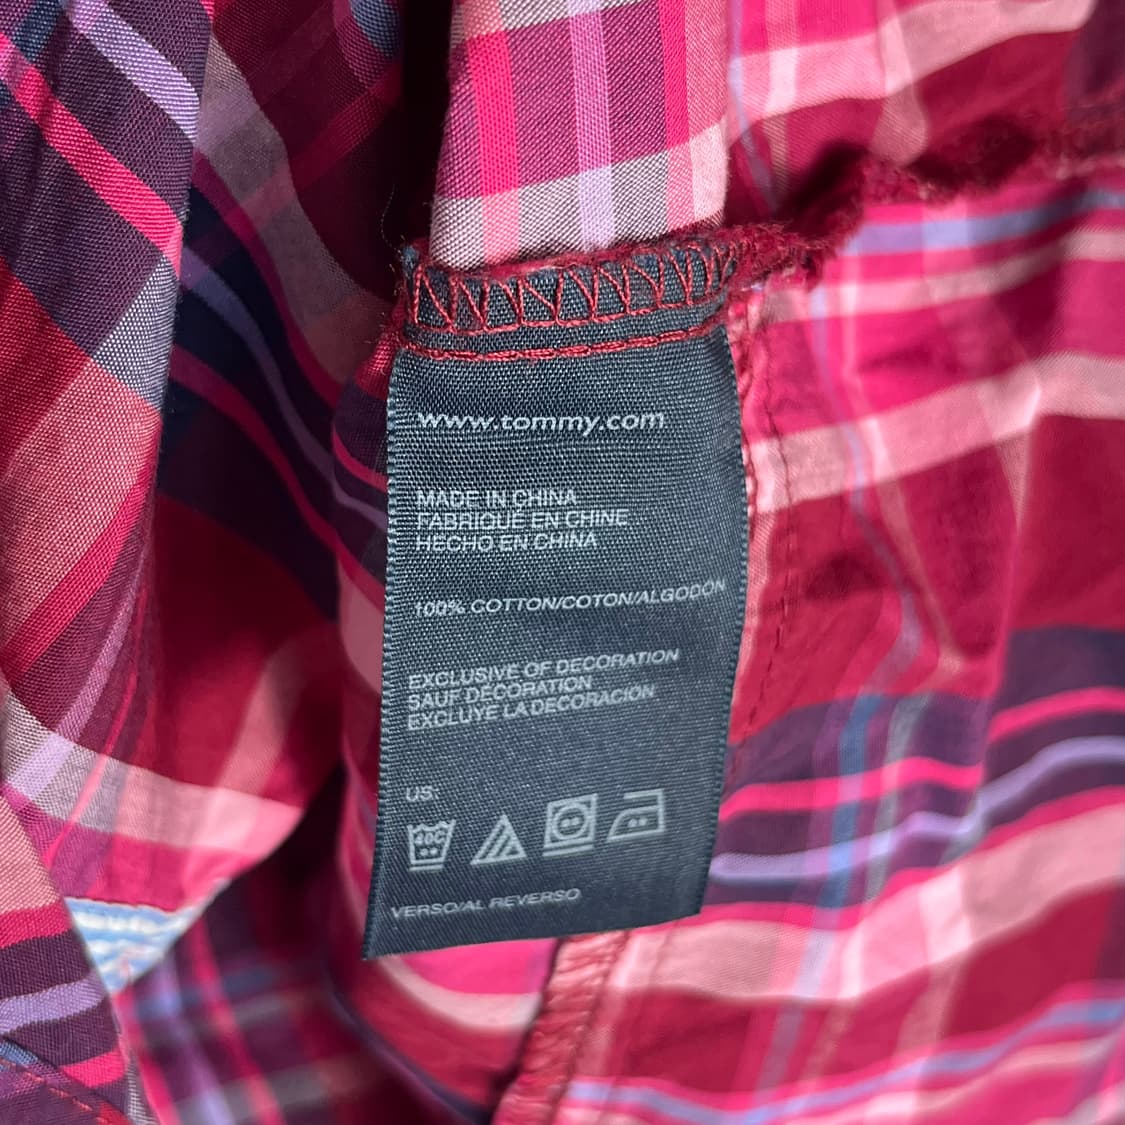 www.tommy.com
MADE IN CHINA
FABRIQUÉ EN CHINE
HECHO EN CHINA
100% COTTON/COTON/ALGODON
EXCLUSIVE OF DECORATION
SAUF DÉCORATION
EXCLUYE LA DECORACIÓN
US:
40C
VERSO/AL REVERSO